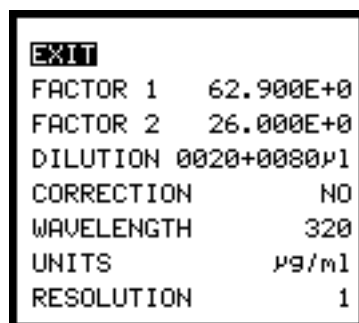 EXIT
FACTOR 1 62.900E+0
FACTOR 2 26.000E+0
DILUTION 0020+0080µl
CORRECTION NO
WAVELENGTH 320
UNITS µg/ml
RESOLUTION 1